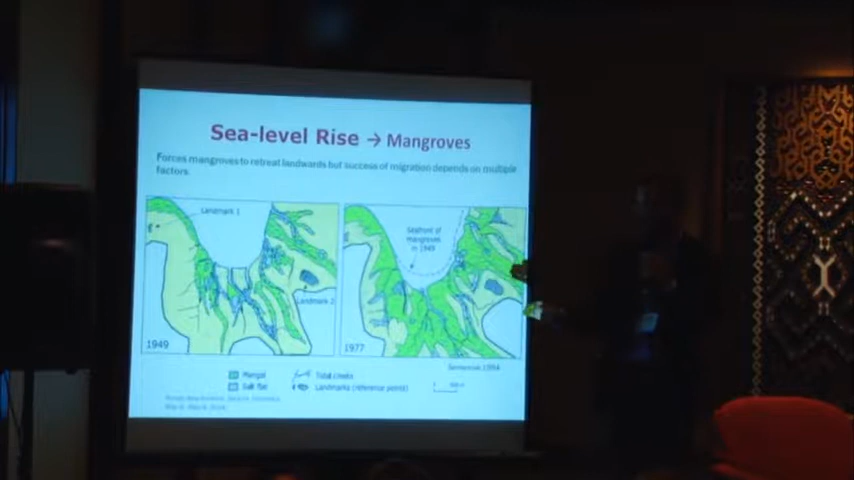 Sea-level Rise → Mangroves
Forces mangroves to retreat landwards but success of migration depends on multiple
factors.
Landmark 1
Landmark 2
1949
Seafront of
Mangroves
in 1949
1977
Semeniuk 1994
Mangal
Tidal creeks
Salt flat
Landmarks (reference points)